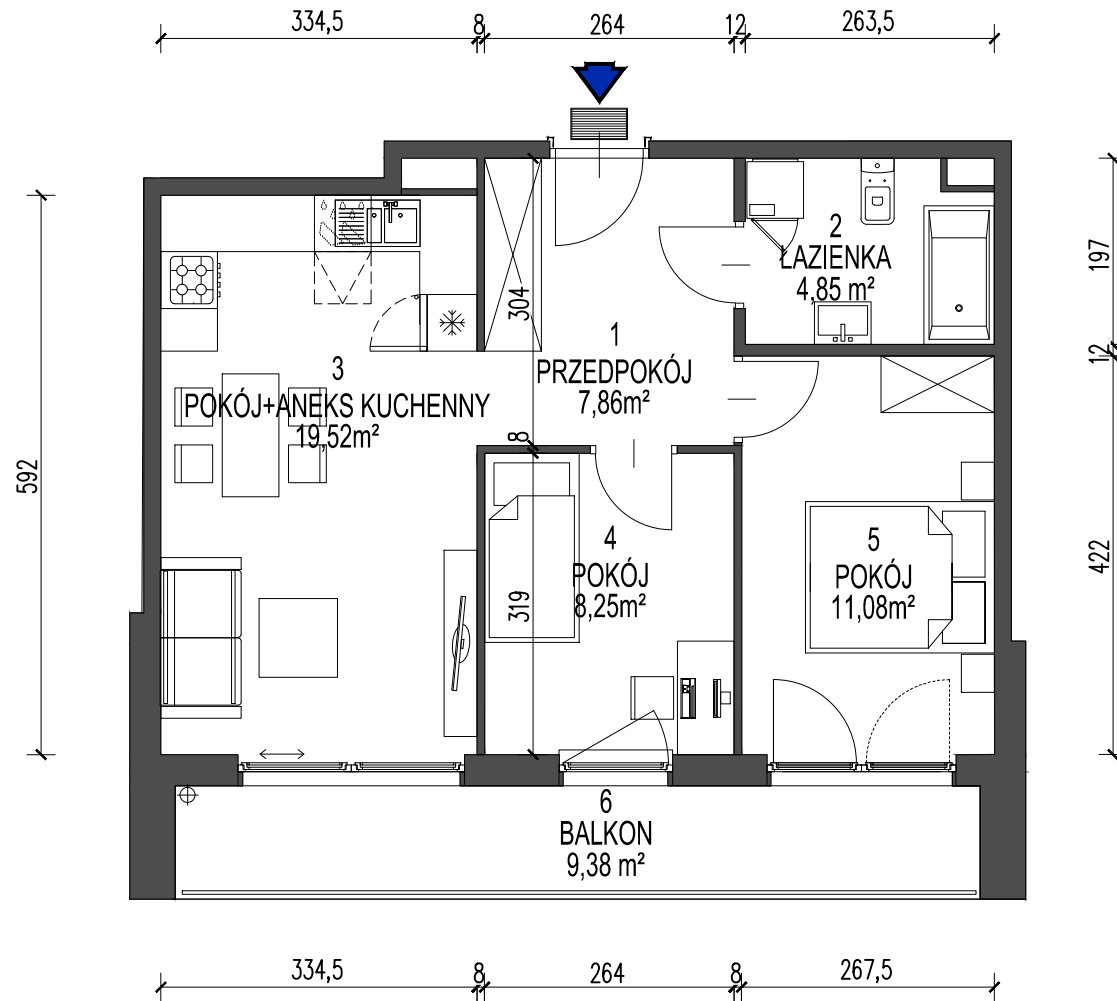 334,5
8
264
12
263,5
592
304
8
319
197
12
422
1
PRZEDPOKÓJ
7,86m²
2
ŁAZIENKA
4,85 m²
3
POKÓJ+ANEKS KUCHENNY
19,52m²
4
POKÓJ
8,25m²
5
POKÓJ
11,08m²
6
BALKON
9,38 m²
334,5
8
264
8
267,5